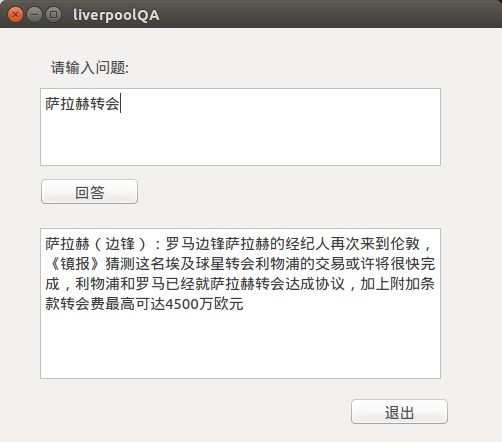 liverpoolQA
请输入问题:
萨拉赫转会
回答
萨拉赫（边锋）：罗马边锋萨拉赫的经纪人再次来到伦敦，
《镜报》猜测这名埃及球星转会利物浦的交易或许将很快完
成，利物浦和罗马已经就萨拉赫转会达成协议，加上附加条
款转会费最高可达4500万欧元
退出